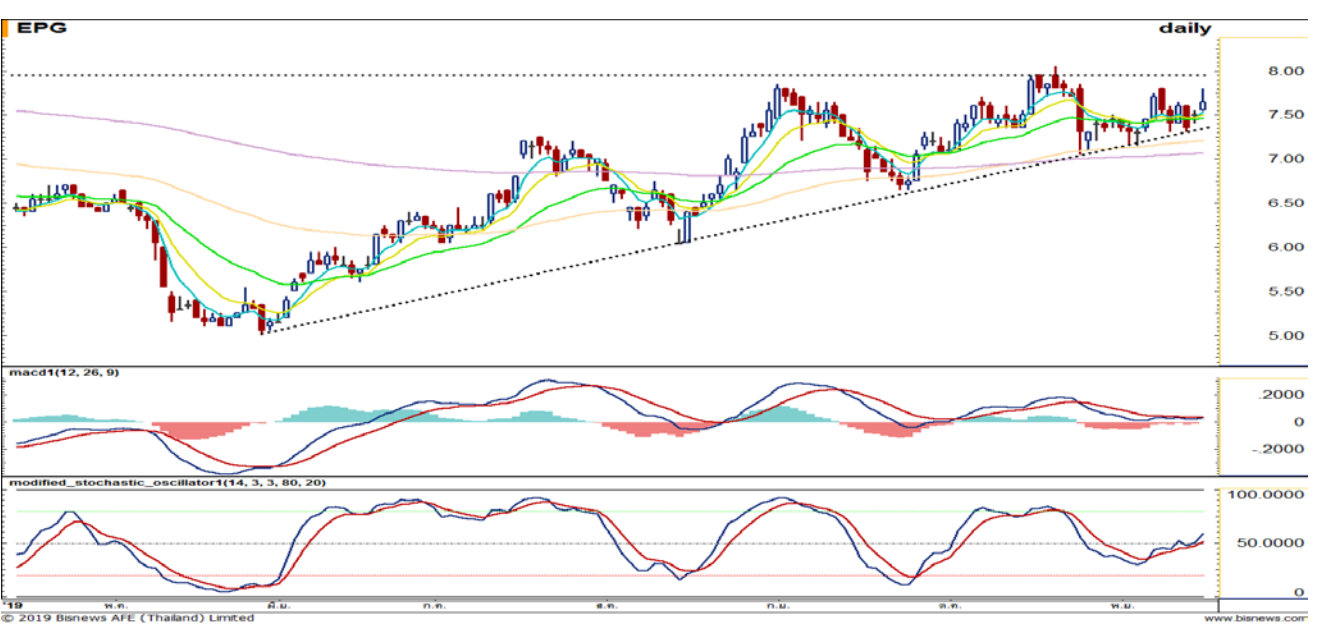 EPG daily
8.00
7.50
7.00
6.50
6.00
5.50
5.00
macd1(12, 26, 9)
.2000
0
-.2000
modified_stochastic_oscillator1(14, 3, 3, 80, 20)
100.0000
50.0000
0
'19 พ.ค. มิ.ย. ก.ค. ส.ค. ก.ย. ต.ค. พ.ย.
© 2019 Bisnews AFE (Thailand) Limited www.bisnews.com